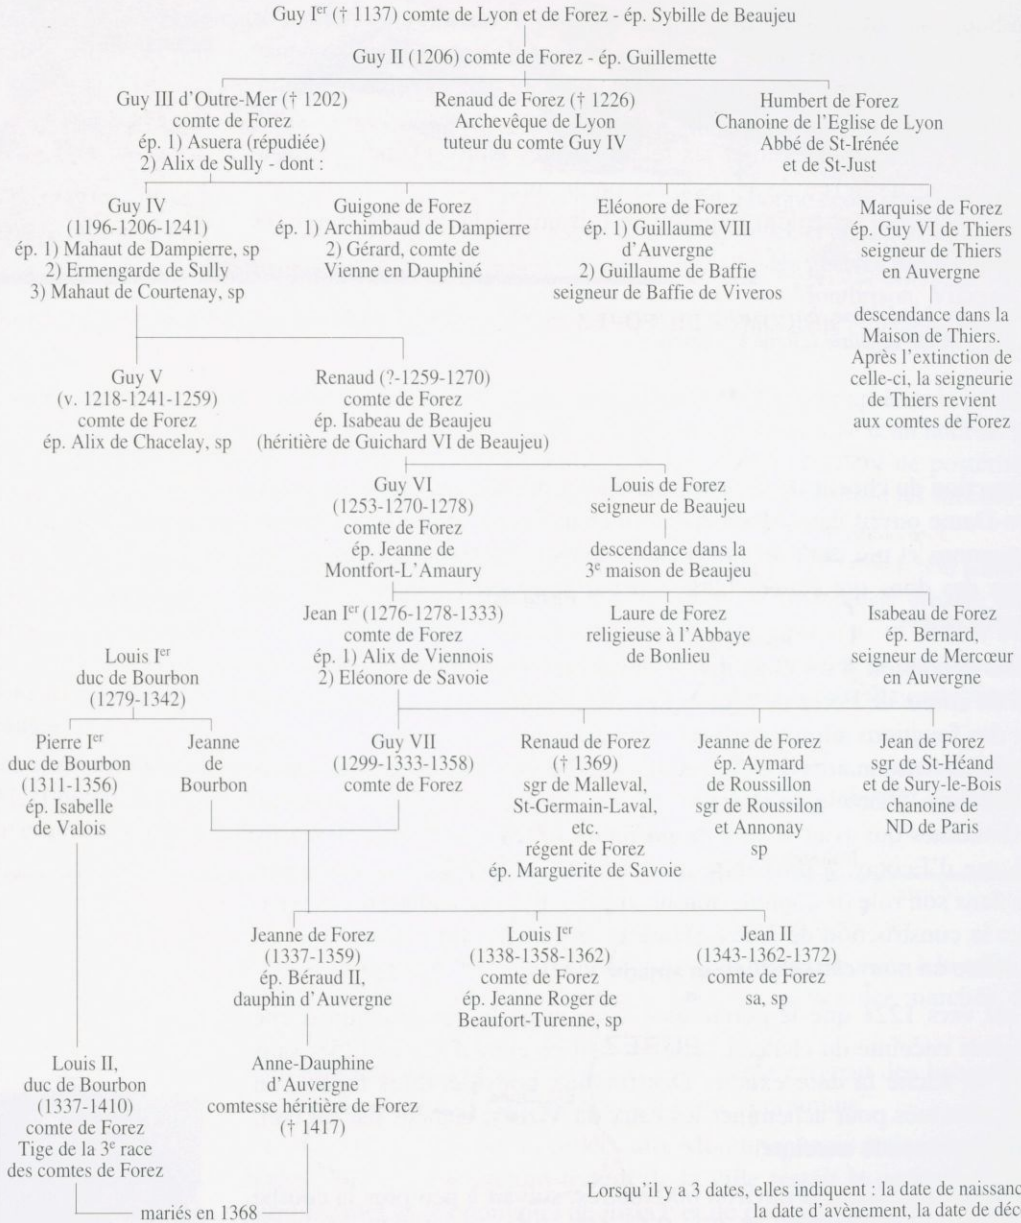 Guy Ier († 1137) comte de Lyon et de Forez - ép. Sybille de Beaujeu
Guy II (1206) comte de Forez - ép. Guillemette
Guy III d'Outre-Mer († 1202)
comte de Forez
ép. 1) Asuera (répudiée)
2) Alix de Sully - dont :
Renaud de Forez († 1226)
Archevêque de Lyon
tuteur du comte Guy IV
Humbert de Forez
Chanoine de l'Eglise de Lyon
Abbé de St-Irénée
et de St-Just
Guy IV
(1196-1206-1241)
ép. 1) Mahaut de Dampierre, sp
2) Ermengarde de Sully
3) Mahaut de Courtenay, sp
Guigone de Forez
ép. 1) Archimbaud de Dampierre
2) Gérard, comte de
Vienne en Dauphiné
Eléonore de Forez
ép. 1) Guillaume VIII
d'Auvergne
2) Guillaume de Baffie
seigneur de Baffie de Viveros
Marquise de Forez
ép. Guy VI de Thiers
seigneur de Thiers
en Auvergne
descendance dans la
Maison de Thiers.
Après l'extinction de
celle-ci, la seigneurie
de Thiers revient
aux comtes de Forez
Guy V
(v. 1218-1241-1259)
comte de Forez
ép. Alix de Chacelay, sp
Renaud (?-1259-1270)
comte de Forez
ép. Isabeau de Beaujeu
(héritière de Guichard VI de Beaujeu)
Guy VI
(1253-1270-1278)
comte de Forez
ép. Jeanne de
Montfort-L'Amaury
Louis de Forez
seigneur de Beaujeu
descendance dans la
3e maison de Beaujeu
Jean Ier (1276-1278-1333)
comte de Forez
ép. 1) Alix de Viennois
2) Eléonore de Savoie
Laure de Forez
religieuse à l'Abbaye
de Bonlieu
Isabeau de Forez
ép. Bernard,
seigneur de Mercœur
en Auvergne
Louis Ier
duc de Bourbon
(1279-1342)
Pierre Ier
duc de Bourbon
(1311-1356)
ép. Isabelle
de Valois
Jeanne
de
Bourbon
Guy VII
(1299-1333-1358)
comte de Forez
Renaud de Forez
(† 1369)
sgr de Malleval,
St-Germain-Laval,
etc.
régent de Forez
ép. Marguerite de Savoie
Jeanne de Forez
ép. Aymard
de Roussillon
sgr de Roussilon
et Annonay
sp
Jean de Forez
sgr de St-Héand
et de Sury-le-Bois
chanoine de
ND de Paris
Jeanne de Forez
(1337-1359)
ép. Béraud II,
dauphin d'Auvergne
Louis Ier
(1338-1358-1362)
comte de Forez
ép. Jeanne Roger de
Beaufort-Turenne, sp
Jean II
(1343-1362-1372)
comte de Forez
sa, sp
Louis II,
duc de Bourbon
(1337-1410)
comte de Forez
Tige de la 3e race
des comtes de Forez
Anne-Dauphine
d'Auvergne
comtesse héritière de Forez
(† 1417)
mariés en 1368
Lorsqu'il y a 3 dates, elles indiquent : la date de naissanc
la date d'avènement, la date de déc